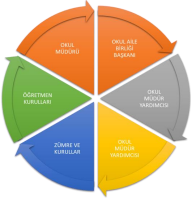 OKUL
MÜDÜRÜ
OKUL AİLE
BİRLİĞİ
BAŞKANI
OKUL
MÜDÜR
YARDIMCISI
OKUL
MÜDÜR
YARDIMCISI
ZÜMRE VE
KURULLAR
ÖĞRETMEN
KURULLARI